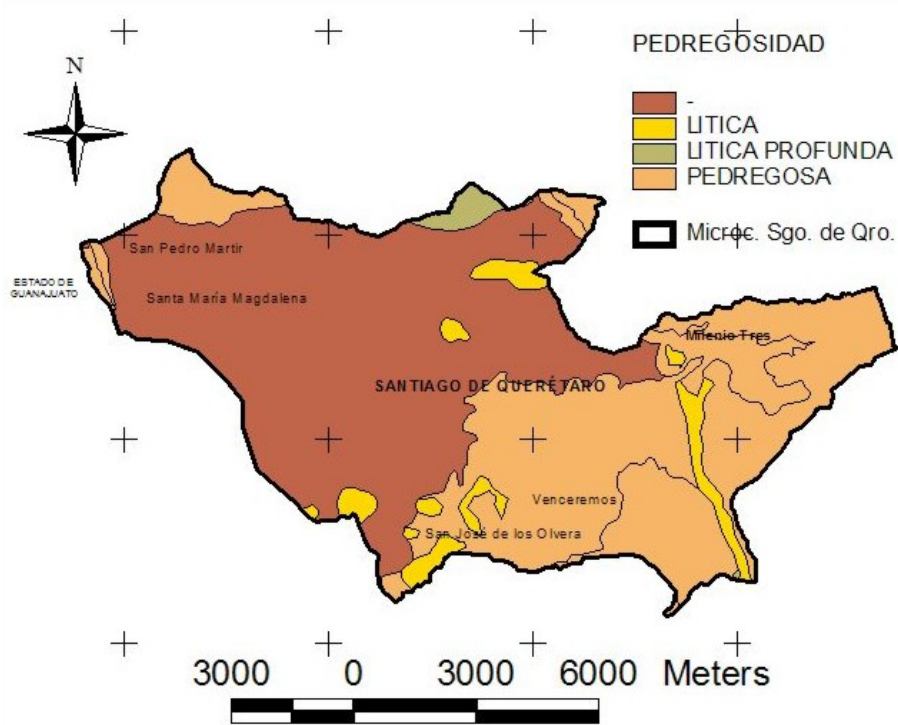 PEDREGOSIDAD
N
-
LITICA
LITICA PROFUNDA
PEDREGOSA
Microc. Sgo. de Qro.
San Pedro Martir
ESTADO DE
GUANAJUATO
Santa María Magdalena
Milenio Tres
SANTIAGO DE QUERÉTARO
Venceremos
San José de los Olvera
3000 0 3000 6000 Meters